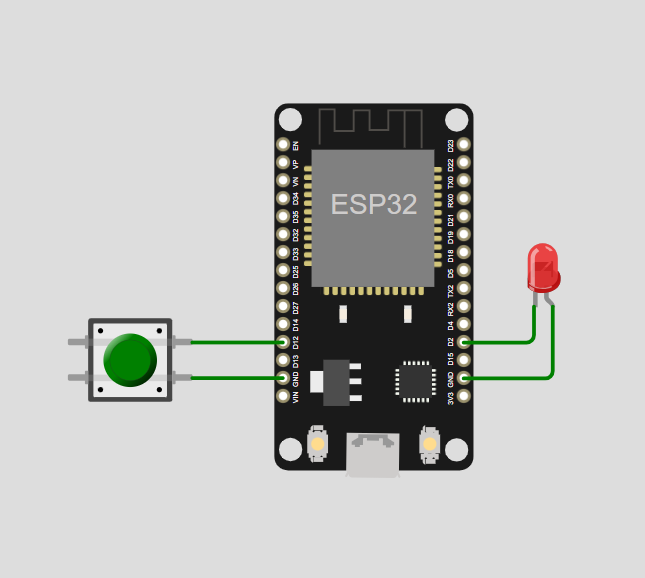 EN
VP
VN
D34
D35
D32
D33
D25
D26
D27
D14
D12
D13
GND
VIN
ESP32
D23
D22
TX0
RX0
D21
D19
D18
D5
TX2
RX2
D4
D2
D15
GND
3V3